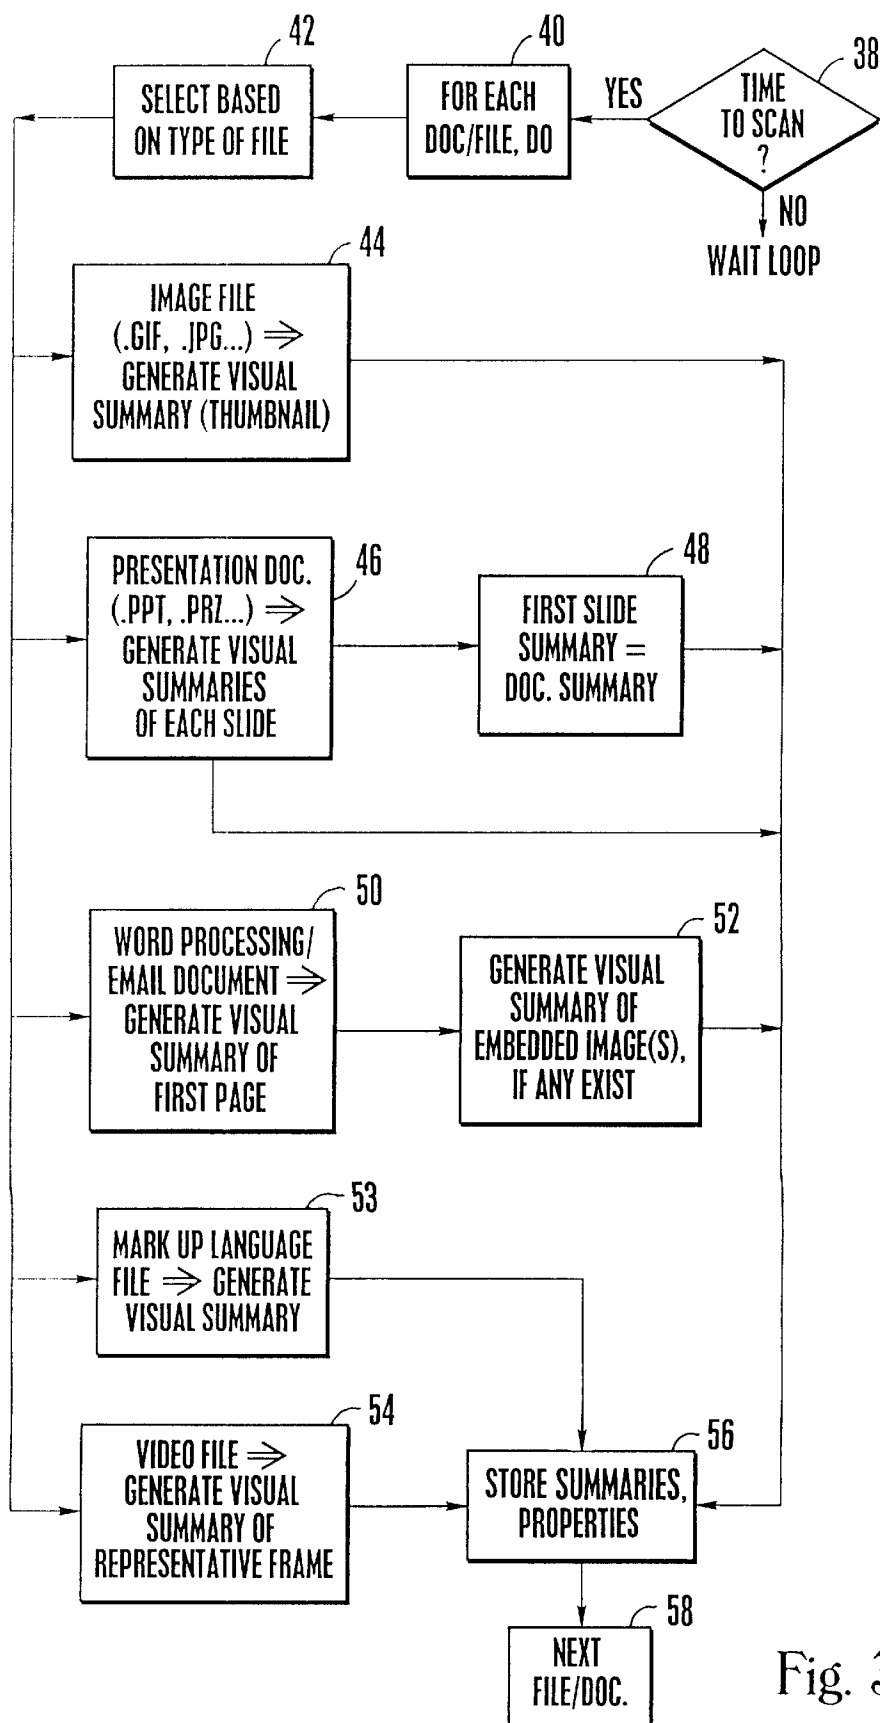 42
SELECT BASED
ON TYPE OF FILE
40
FOR EACH
DOC/FILE, DO
YES
38
TIME
TO SCAN
?
NO
WAIT LOOP
44
IMAGE FILE
(.GIF, .JPG...) ⇒
GENERATE VISUAL
SUMMARY (THUMBNAIL)
46
PRESENTATION DOC.
(.PPT, .PRZ...) ⇒
GENERATE VISUAL
SUMMARIES
OF EACH SLIDE
48
FIRST SLIDE
SUMMARY =
DOC. SUMMARY
50
WORD PROCESSING/
EMAIL DOCUMENT ⇒
GENERATE VISUAL
SUMMARY OF
FIRST PAGE
52
GENERATE VISUAL
SUMMARY OF
EMBEDDED IMAGE(S),
IF ANY EXIST
53
MARK UP LANGUAGE
FILE ⇒ GENERATE
VISUAL SUMMARY
54
VIDEO FILE ⇒
GENERATE VISUAL
SUMMARY OF
REPRESENTATIVE FRAME
56
STORE SUMMARIES,
PROPERTIES
58
NEXT
FILE/DOC.
Fig. 3